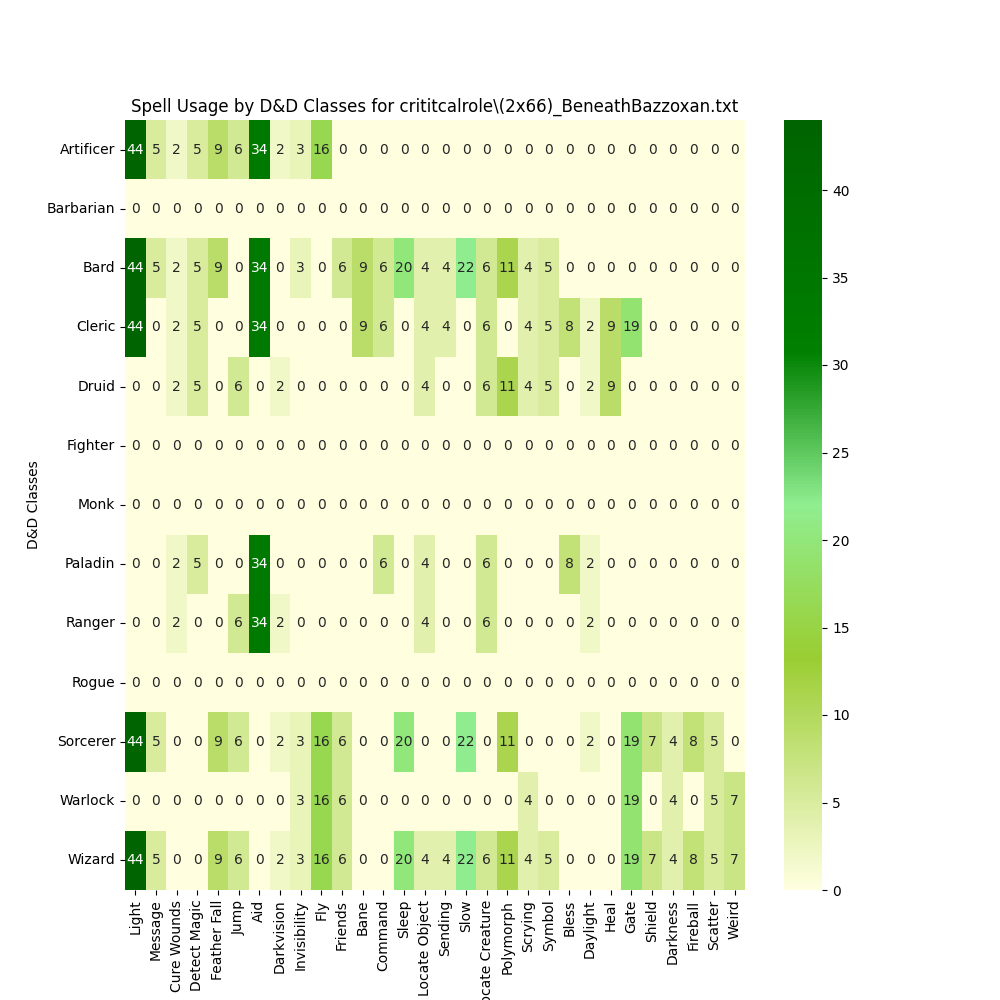 Spell Usage by D&D Classes for crititcalrole\(2x66)_BeneathBazzoxan.txt
D&D Classes
Artificer 44 5 2 5 9 6 34 2 3 16 0 0 0 0 0 0 0 0 0 0 0 0 0 0 0 0 0 0 0 0
Barbarian 0 0 0 0 0 0 0 0 0 0 0 0 0 0 0 0 0 0 0 0 0 0 0 0 0 0 0 0 0 0
Bard 44 5 2 5 9 0 34 0 3 0 6 9 6 20 4 4 22 6 11 4 5 0 0 0 0 0 0 0 0 0
Cleric 44 0 2 5 0 0 34 0 0 0 0 9 6 0 4 4 0 6 0 4 5 8 2 9 19 0 0 0 0 0
Druid 0 0 2 5 0 6 0 2 0 0 0 0 0 0 4 0 0 6 11 4 5 0 2 9 0 0 0 0 0 0
Fighter 0 0 0 0 0 0 0 0 0 0 0 0 0 0 0 0 0 0 0 0 0 0 0 0 0 0 0 0 0 0
Monk 0 0 0 0 0 0 0 0 0 0 0 0 0 0 0 0 0 0 0 0 0 0 0 0 0 0 0 0 0 0
Paladin 0 0 2 5 0 0 34 0 0 0 0 0 6 0 4 0 0 6 0 0 0 8 2 0 0 0 0 0 0 0
Ranger 0 0 2 0 0 6 34 2 0 0 0 0 0 0 4 0 0 6 0 0 0 0 2 0 0 0 0 0 0 0
Rogue 0 0 0 0 0 0 0 0 0 0 0 0 0 0 0 0 0 0 0 0 0 0 0 0 0 0 0 0 0 0
Sorcerer 44 5 0 0 9 6 0 2 3 16 6 0 0 20 0 0 22 0 11 0 0 0 2 0 19 7 4 8 5 0
Warlock 0 0 0 0 0 0 0 0 3 16 6 0 0 0 0 0 0 0 0 4 0 0 0 0 19 0 4 0 5 7
Wizard 44 5 0 0 9 6 0 2 3 16 6 0 0 20 4 4 22 6 11 4 5 0 0 0 19 7 4 8 5 7
Light
Message
Cure Wounds
Detect Magic
Feather Fall
Jump
Aid
Darkvision
Invisibility
Fly
Friends
Bane
Command
Sleep
Locate Object
Sending
Slow
ocate Creature
Polymorph
Scrying
Symbol
Bless
Daylight
Heal
Gate
Shield
Darkness
Fireball
Scatter
Weird
40
35
30
25
20
15
10
5
0